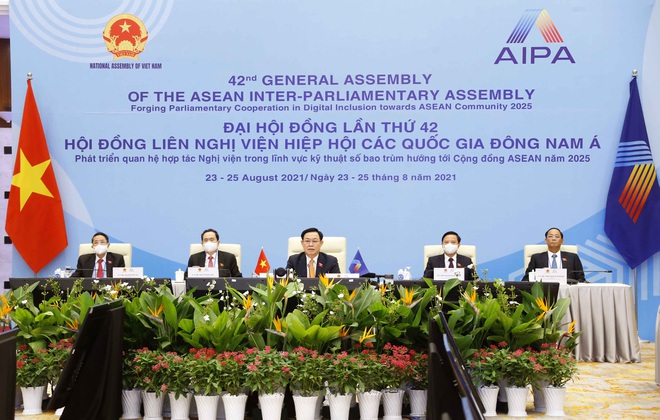 NATIONAL ASSEMBLY OF VIET NAM
AIPA
42nd GENERAL ASSEMBLY
OF THE ASEAN INTER-PARLIAMENTARY ASSEMBLY
Forging Parliamentary Cooperation in Digital Inclusion towards ASEAN Community 2025
ĐẠI HỘI ĐỒNG LẦN THỨ 42
HỘI ĐỒNG LIÊN NGHỊ VIỆN HIỆP HỘI CÁC QUỐC GIA ĐÔNG NAM Á
Phát triển quan hệ hợp tác Nghị viện trong lĩnh vực kỹ thuật số bao trùm hướng tới Cộng đồng ASEAN năm 2025
23 - 25 August 2021/ Ngày 23 - 25 tháng 8 năm 2021